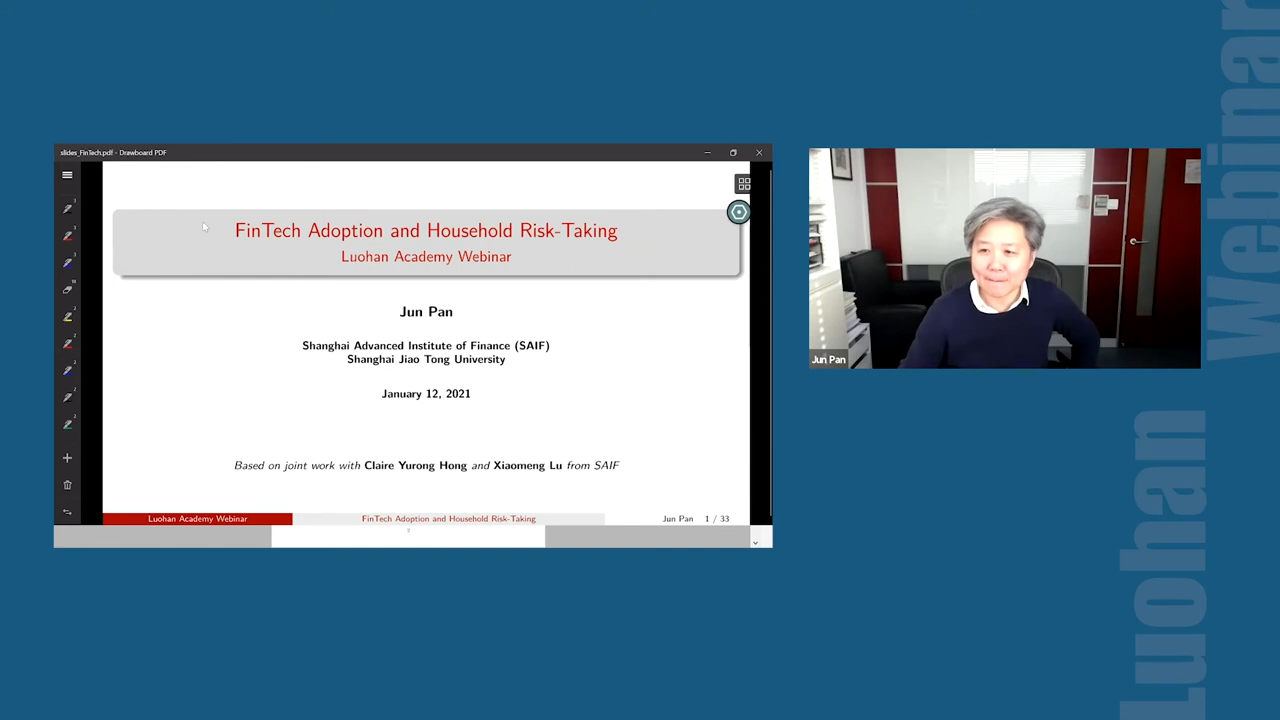 slides_FinTech.pdf - Drawboard PDF
FinTech Adoption and Household Risk-Taking
Luohan Academy Webinar
Jun Pan
Shanghai Advanced Institute of Finance (SAIF)
Shanghai Jiao Tong University
January 12, 2021
Based on joint work with Claire Yurong Hong and Xiaomeng Lu from SAIF
Luohan Academy Webinar FinTech Adoption and Household Risk-Taking Jun Pan 1 / 33
Jun Pan
Luohan
Webinar